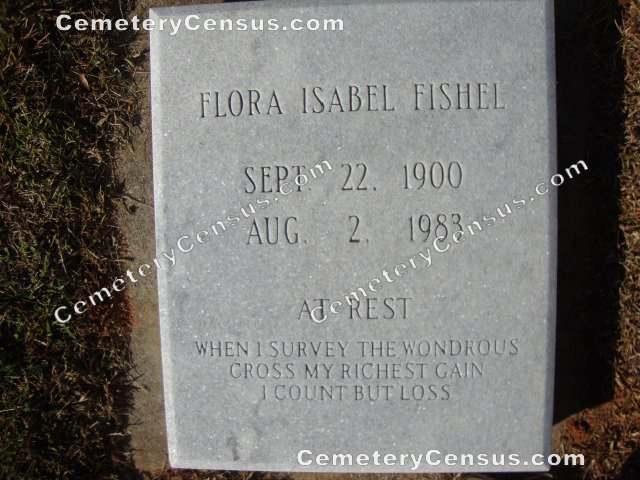 CemeteryCensus.com
FLORA ISABEL FISHEL
SEPT. 22, 1900
AUG. 2, 1983
CemeteryCensus.com
CemeteryCensus.com
AT REST
WHEN I SURVEY THE WONDROUS
CROSS MY RICHEST GAIN
I COUNT BUT LOSS
CemeteryCensus.com